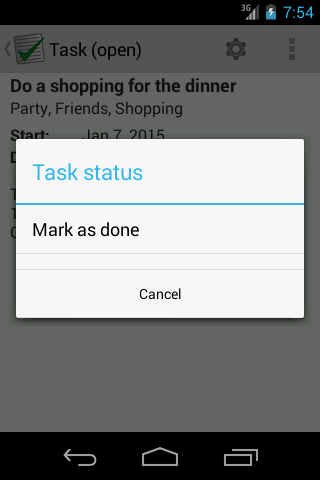 3G 7:54
Task (open)
Do a shopping for the dinner
Party, Friends, Shopping
Start: Jan 7, 2015
Task status
Mark as done
Cancel